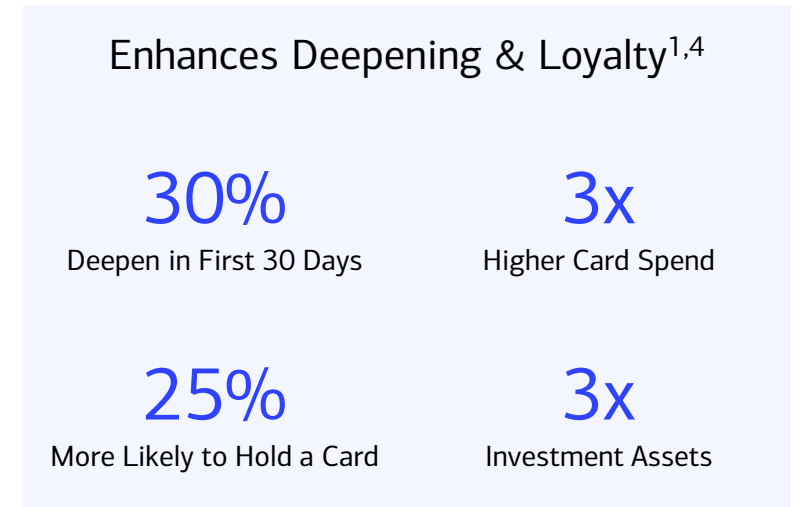 Enhances Deepening & Loyalty1,4
30%
Deepen in First 30 Days
3x
Higher Card Spend
25%
More Likely to Hold a Card
3x
Investment Assets